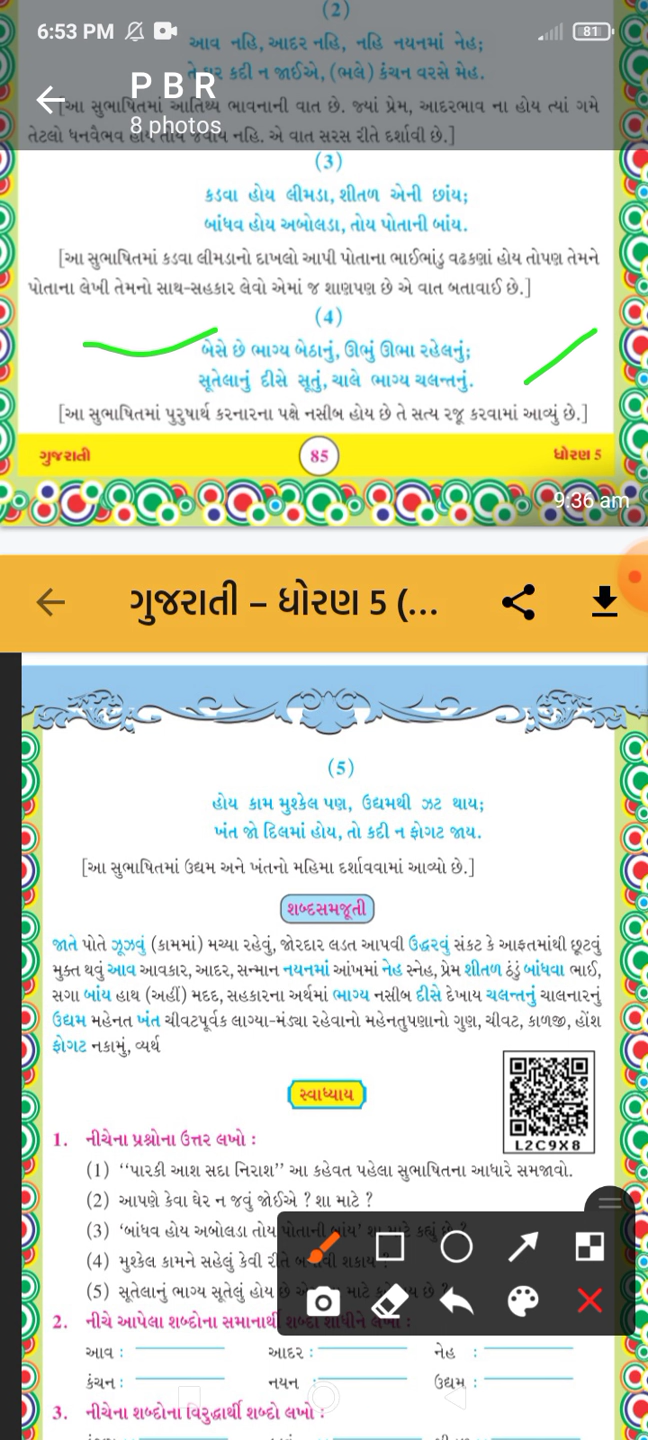 (2)
6:53 PM
81
આવ નહિ, આદર નહિ, નહિ નયનમાં નેહ;
તે ઘર કદી ન જાઈએ, (ભલે) કંચન વરસે મેહ.
P B R
8 photos
[આ સુભાષિતમાં આતિથ્ય ભાવનાની વાત છે. જ્યાં પ્રેમ, આદરભાવ ના હોય ત્યાં ગમે
તેટલો ધનવૈભવ હોય તોય જવાય નહિ. એ વાત સરસ રીતે દર્શાવી છે.]
(3)
કડવા હોય લીમડા, શીતળ એની છાંય;
બાંધવ હોય અબોલડા, તોય પોતાની બાંય.
[આ સુભાષિતમાં કડવા લીમડાનો દાખલો આપી પોતાના ભાઈભાંડુ વઢકણાં હોય તોપણ તેમને
પોતાના લેખી તેમનો સાથ-સહકાર લેવો એમાં જ શાણપણ છે એ વાત બતાવાઈ છે.]
(4)
બેસે છે ભાગ્ય બેઠાનું, ઊભું ઊભા રહેલનું;
સૂતેલાનું દીસે સૂતું, ચાલે ભાગ્ય ચલન્તનું.
[આ સુભાષિતમાં પુરુષાર્થ કરનારના પક્ષે નસીબ હોય છે તે સત્ય રજૂ કરવામાં આવ્યું છે.]
ગુજરાતી 85 ધોરણ 5
9:36 am
ગુજરાતી – ધોરણ 5 (...
(5)
હોય કામ મુશ્કેલ પણ, ઉદ્યમથી ઝટ થાય;
ખંત જો દિલમાં હોય, તો કદી ન ફોગટ જાય.
[આ સુભાષિતમાં ઉદ્યમ અને ખંતનો મહિમા દર્શાવવામાં આવ્યો છે.]
શબ્દસમજૂતી
જાતે પોતે ઝૂઝવું (કામમાં) મચ્યા રહેવું, જોરદાર લડત આપવી ઉદ્ધરવું સંકટ કે આફતમાંથી છૂટવું
મુક્ત થવું આવ આવકાર, આદર, સન્માન નયનમાં આંખમાં નેહ સ્નેહ, પ્રેમ શીતળ ઠંડું બાંધવા ભાઈ,
સગા બાંય હાથ (અહીં) મદદ, સહકારના અર્થમાં ભાગ્ય નસીબ દીસે દેખાય ચલન્તનું ચાલનારનું
ઉદ્યમ મહેનત ખંત ચીવટપૂર્વક લાગ્યા-મંડ્યા રહેવાનો મહેનતુપણાનો ગુણ, ચીવટ, કાળજી, હોંશ
ફોગટ નકામું, વ્યર્થ
સ્વાધ્યાય
L2C9X8
1. નીચેના પ્રશ્નોના ઉત્તર લખો :
(1) “પારકી આશ સદા નિરાશ” આ કહેવત પહેલા સુભાષિતના આધારે સમજાવો.
(2) આપણે કેવા ઘેર ન જવું જોઈએ ? શા માટે ?
(3) ‘બાંધવ હોય અબોલડા તોય પોતાની બાંય’ શા માટે કહ્યું છે ?
(4) મુશ્કેલ કામને સહેલું કેવી રીતે બનાવી શકાય ?
(5) સૂતેલાનું ભાગ્ય સૂતેલું હોય છે માટે છે ?
2. નીચે આપેલા શબ્દોના સમાનાર્થી શબ્દો શોધીને લખો :
આવ : આદર : નેહ :
કંચન : નયન : ઉદ્યમ :
3. નીચેના શબ્દોના વિરુદ્ધાર્થી શબ્દો લખો :